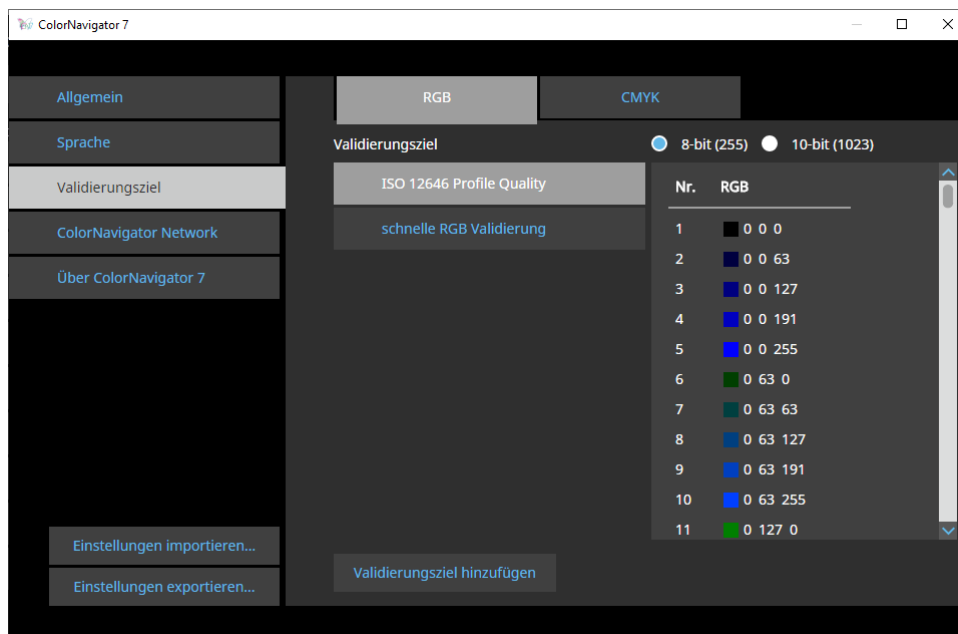 ColorNavigator 7
Allgemein
Sprache
Validierungsziel
ColorNavigator Network
Über ColorNavigator 7
Einstellungen importieren...
Einstellungen exportieren...
RGB CMYK
Validierungsziel 8-bit (255) 10-bit (1023)
ISO 12646 Profile Quality
schnelle RGB Validierung
Validierungsziel hinzufügen
Nr. RGB
1 0 0 0
2 0 0 63
3 0 0 127
4 0 0 191
5 0 0 255
6 0 63 0
7 0 63 63
8 0 63 127
9 0 63 191
10 0 63 255
11 0 127 0